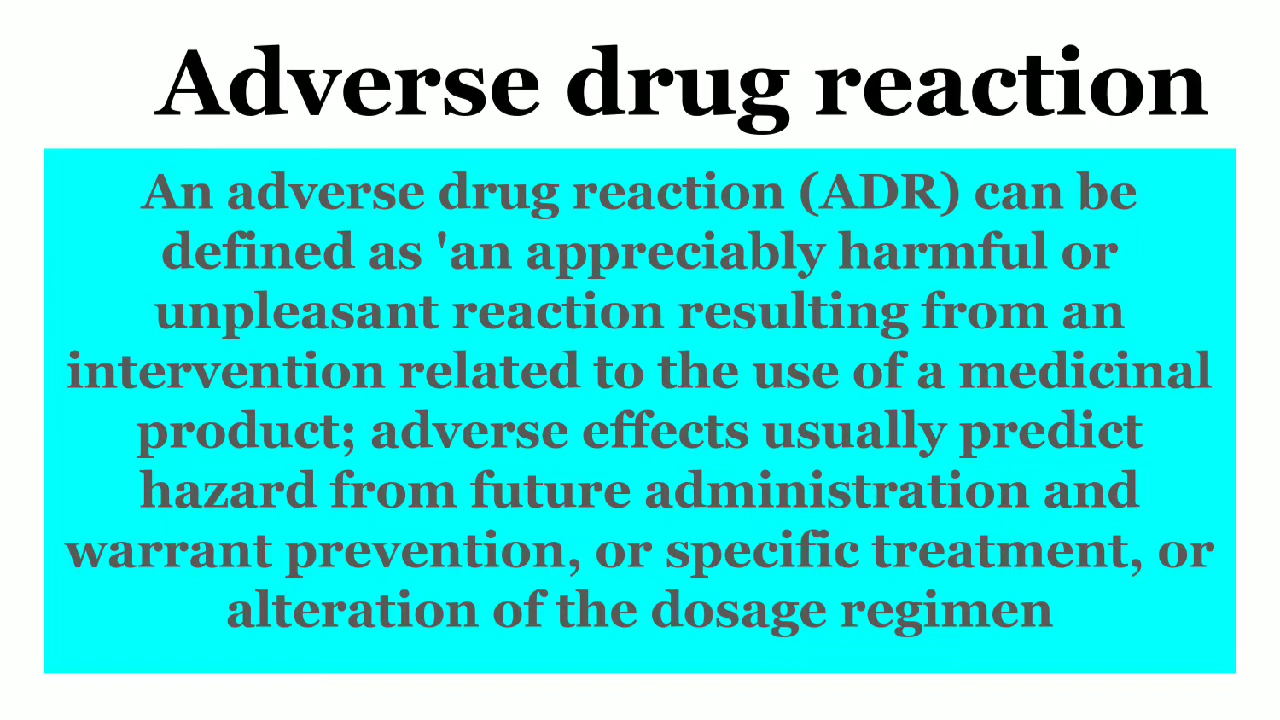 Adverse drug reaction
An adverse drug reaction (ADR) can be
defined as 'an appreciably harmful or
unpleasant reaction resulting from an
intervention related to the use of a medicinal
product; adverse effects usually predict
hazard from future administration and
warrant prevention, or specific treatment, or
alteration of the dosage regimen